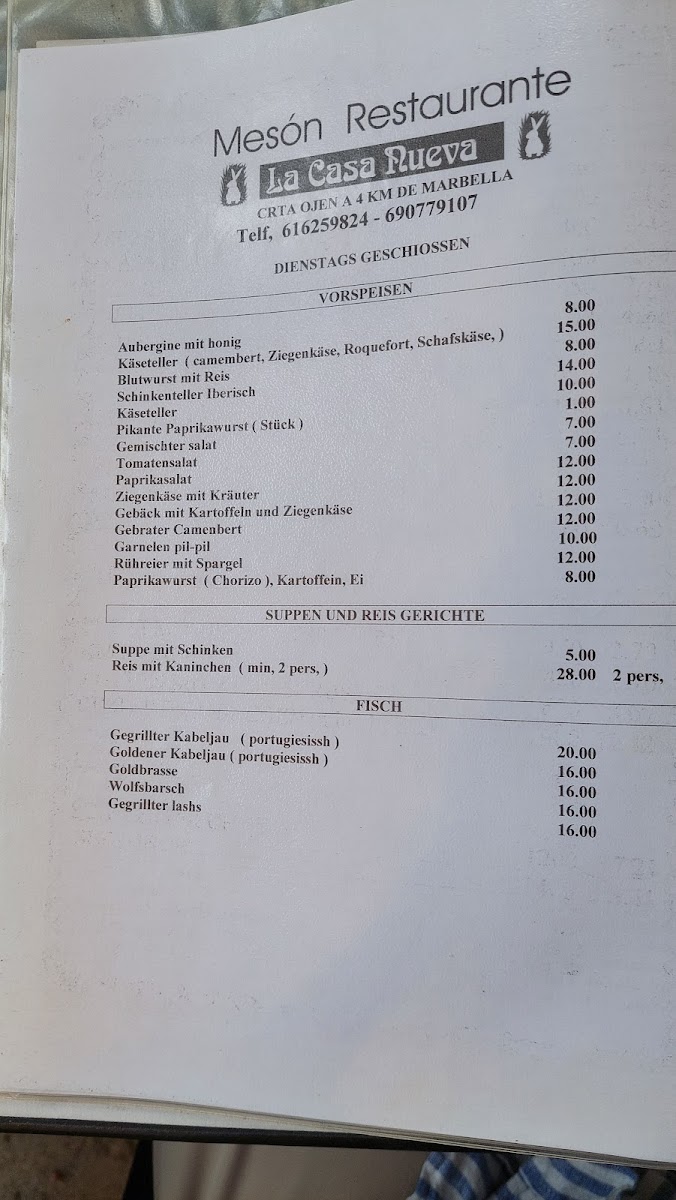 Mesón Restaurante
La Casa Nueva
CRTA OJEN A 4 KM DE MARBELLA
Telf, 616259824 - 690779107
DIENSTAGS GESCHIOSSEN
VORSPEISEN
Aubergine mit honig 8.00
Käseteller ( camembert, Ziegenkäse, Roquefort, Schafskäse, ) 15.00
Blutwurst mit Reis 8.00
Schinkenteller Iberisch 14.00
Käseteller 10.00
Pikante Paprikawurst ( Stück ) 1.00
Gemischter salat 7.00
Tomatensalat 7.00
Paprikasalat 12.00
Ziegenkäse mit Kräuter 12.00
Gebäck mit Kartoffeln und Ziegenkäse 12.00
Gebrater Camenbert 12.00
Garnelen pil-pil 10.00
Rühreier mit Spargel 12.00
Paprikawurst ( Chorizo ), Kartoffein, Ei 8.00
SUPPEN UND REIS GERICHTE
Suppe mit Schinken 5.00
Reis mit Kaninchen ( min, 2 pers, ) 28.00 2 pers,
FISCH
Gegrillter Kabeljau ( portugiesissh ) 20.00
Goldener Kabeljau ( portugiesissh ) 16.00
Goldbrasse 16.00
Wolfsbarsch 16.00
Gegrillter lashs 16.00